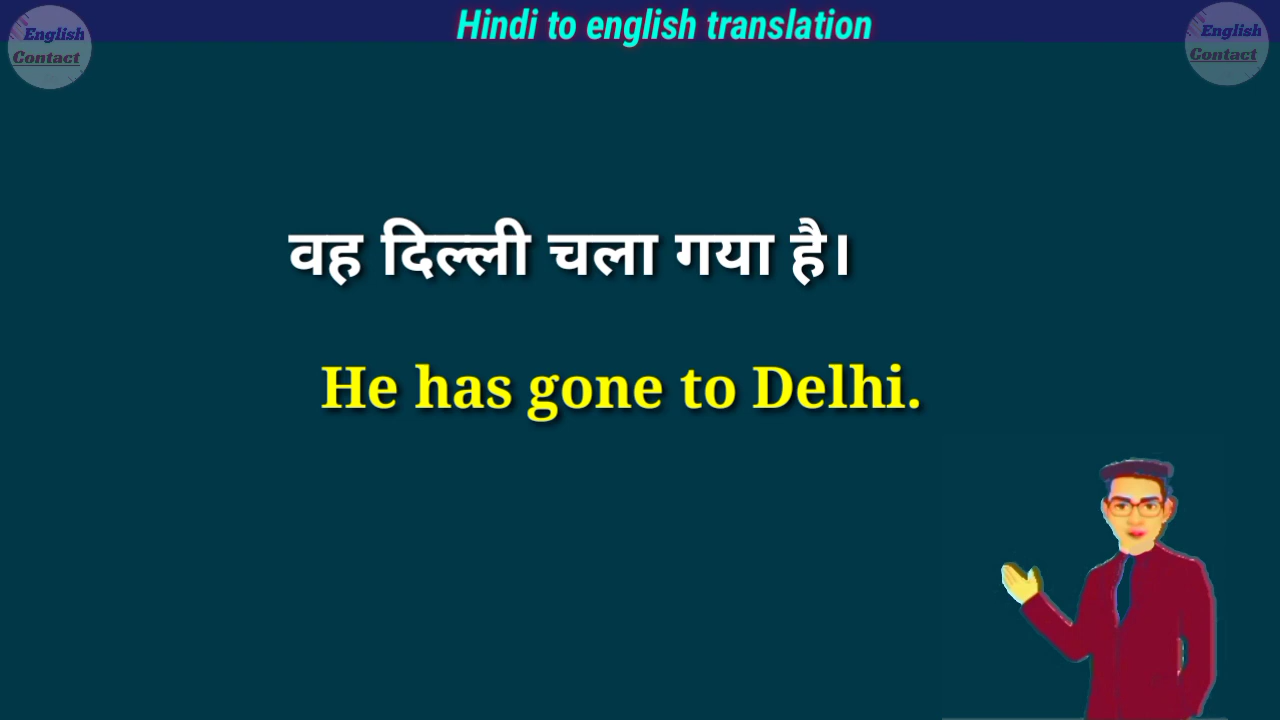 Hindi to english translation
English
Contact
English
Contact
वह दिल्ली चला गया है।
He has gone to Delhi.